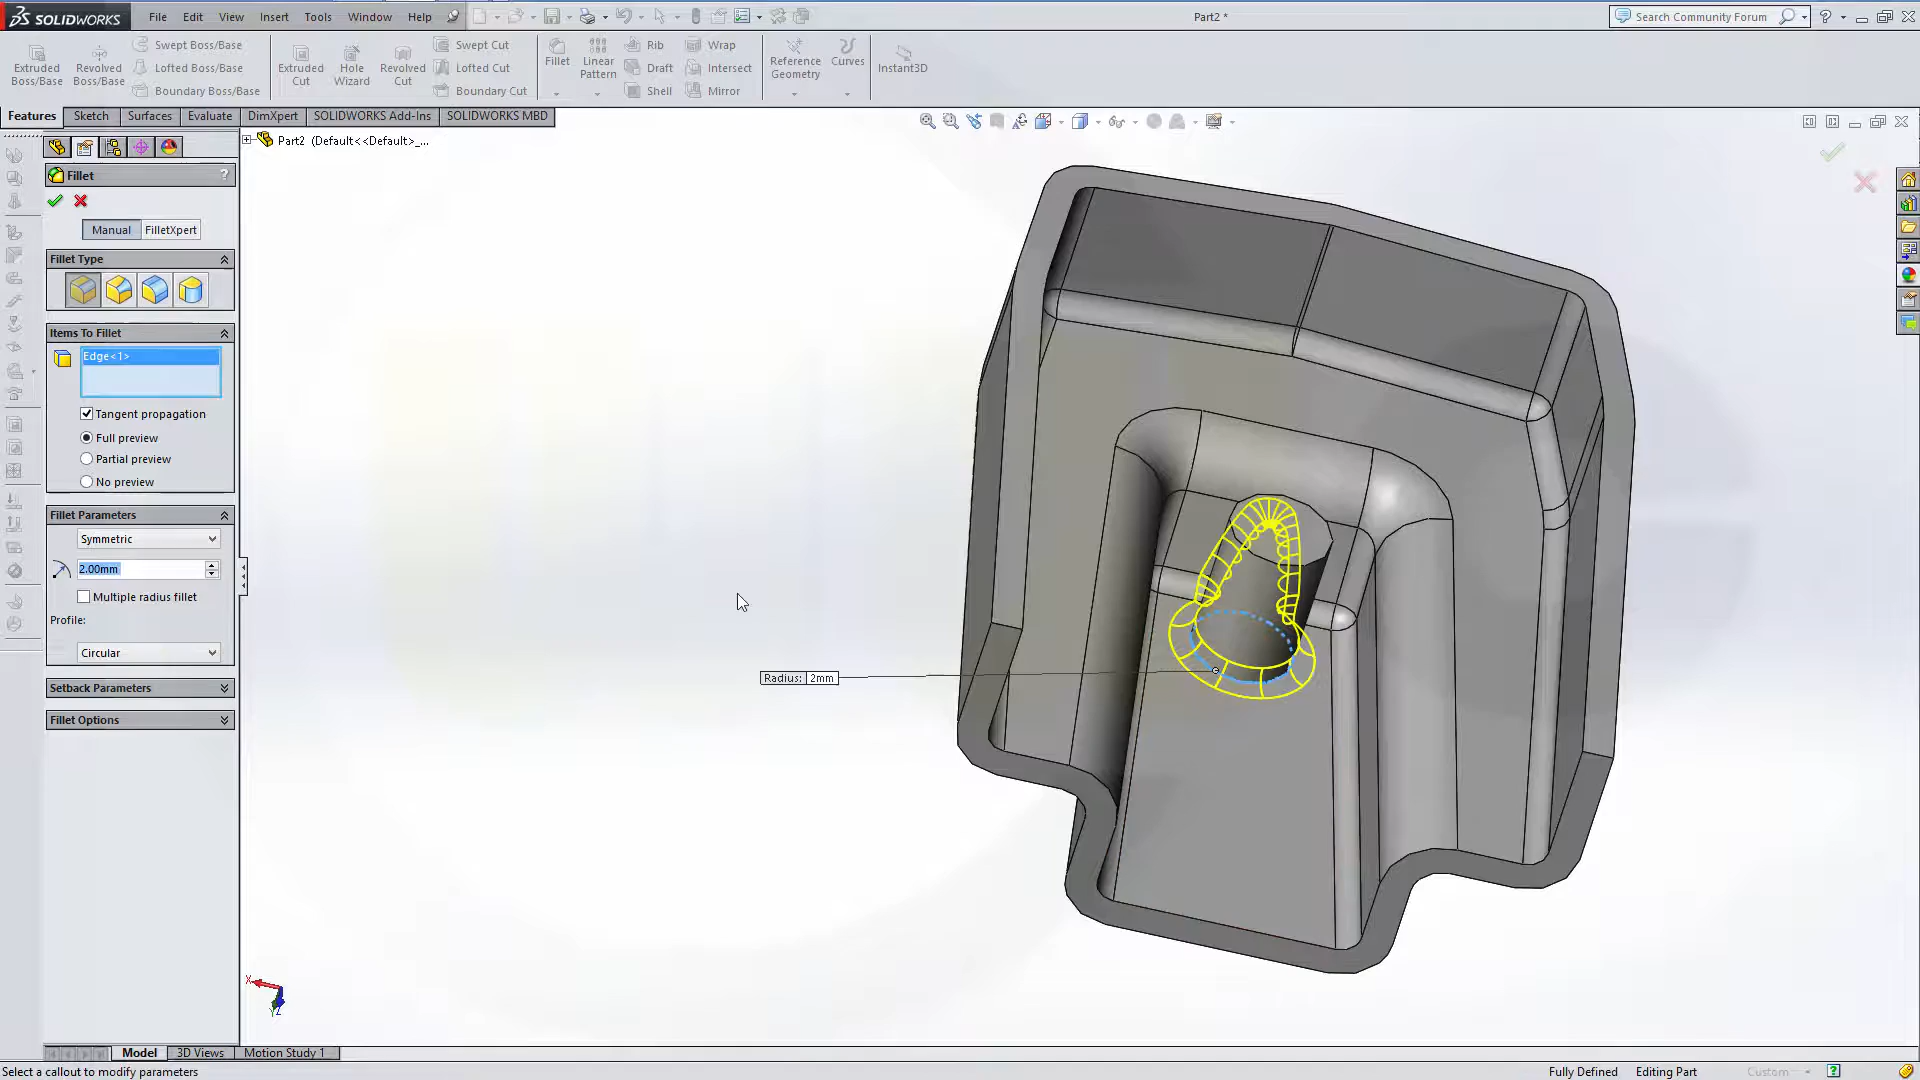 SOLIDWORKS File Edit View Insert Tools Window Help Part2 * Search Community Forum ?
Extruded Boss/Base
Revolved Boss/Base
Swept Boss/Base
Lofted Boss/Base
Boundary Boss/Base
Extruded Cut
Hole Wizard
Revolved Cut
Swept Cut
Lofted Cut
Boundary Cut
Fillet
Linear Pattern
Rib
Draft
Shell
Wrap
Intersect
Mirror
Reference Geometry
Curves
Instant3D
Features Sketch Surfaces Evaluate DimXpert SOLIDWORKS Add-Ins SOLIDWORKS MBD
Part2 (Default<<Default>_...
Fillet ?
Manual FilletXpert
Fillet Type
Items To Fillet
Edge<1>
Tangent propagation
Full preview
Partial preview
No preview
Fillet Parameters
Symmetric
2.00mm
Multiple radius fillet
Profile:
Circular
Setback Parameters
Fillet Options
Radius: 2mm
X
Y
Z
Model 3D Views Motion Study 1
Select a callout to modify parameters Fully Defined Editing Part Custom ?